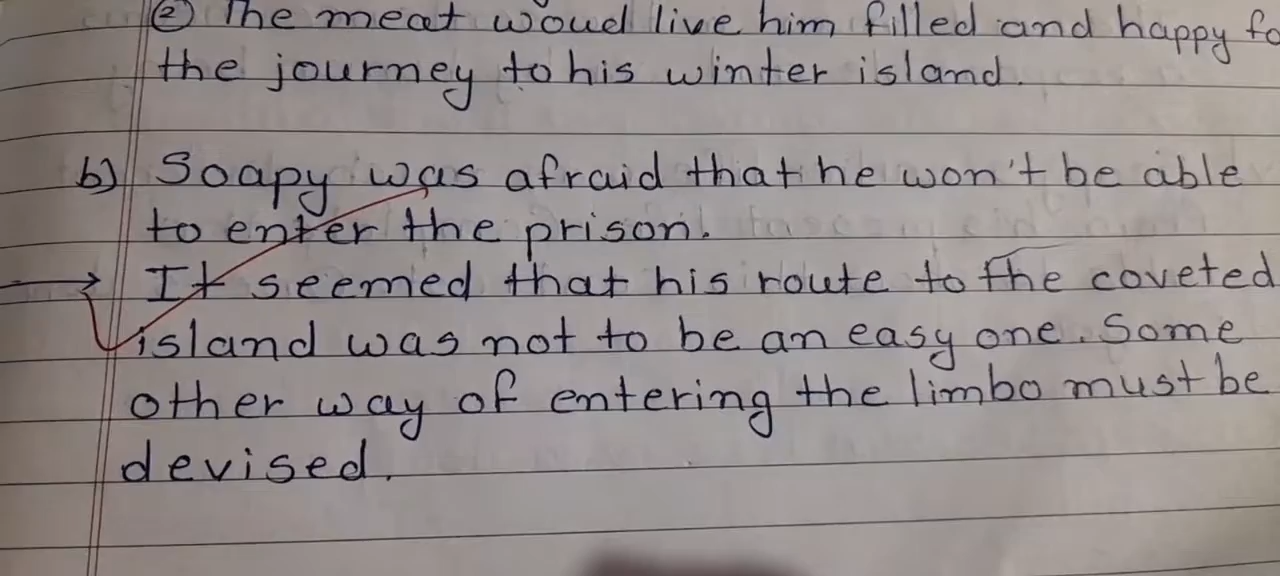 ② The meat woud live him filled and happy fo
the journey to his winter island.
b) Soapy was afraid that he won't be able
to enter the prison.
→ It seemed that his route to the coveted
island was not to be an easy one. Some
other way of entering the limbo must be
devised.